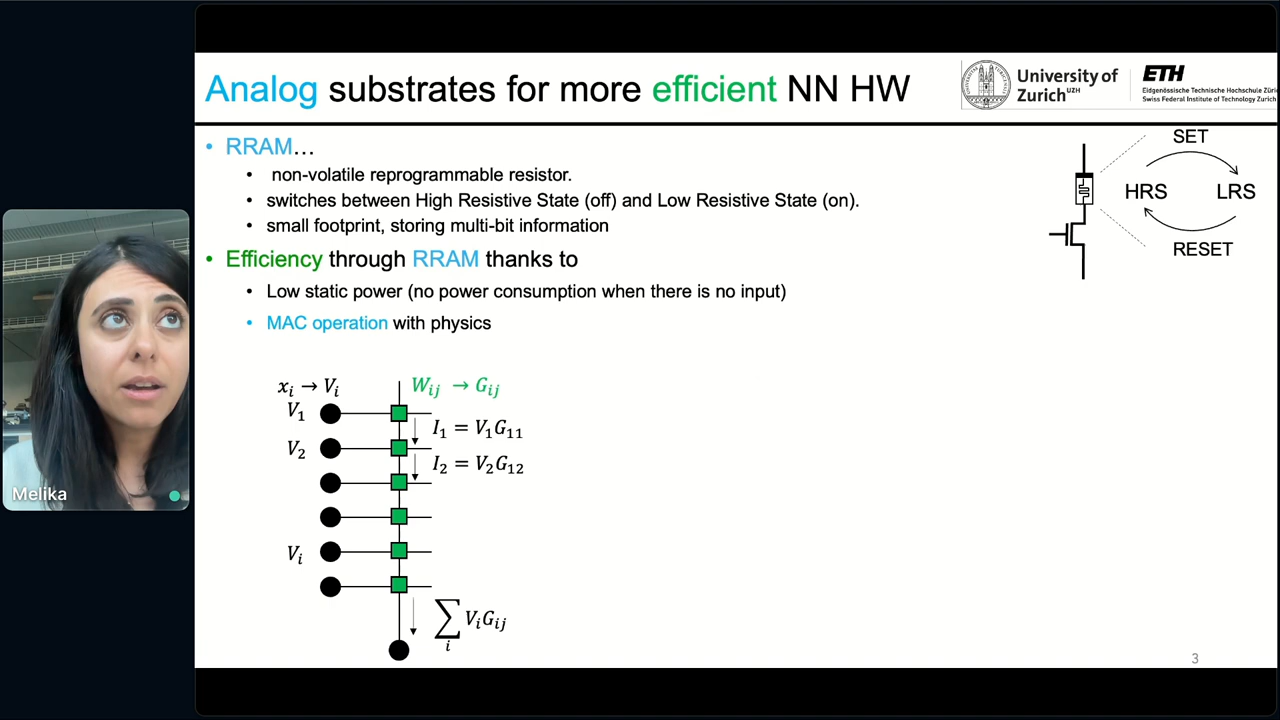 Analog substrates for more efficient NN HW
University of
Zurich UZH
ETH
Eidgenössische Technische Hochschule Züri
Swiss Federal Institute of Technology Zurich
• RRAM…
• non-volatile reprogrammable resistor.
• switches between High Resistive State (off) and Low Resistive State (on).
• small footprint, storing multi-bit information
SET
HRS
LRS
RESET
• Efficiency through RRAM thanks to
• Low static power (no power consumption when there is no input)
• MAC operation with physics
xᵢ → Vᵢ
Wᵢⱼ → Gᵢⱼ
V₁
I₁ = V₁G₁₁
V₂
I₂ = V₂G₁₂
Vᵢ
∑ᵢ VᵢGᵢⱼ
Melika
3